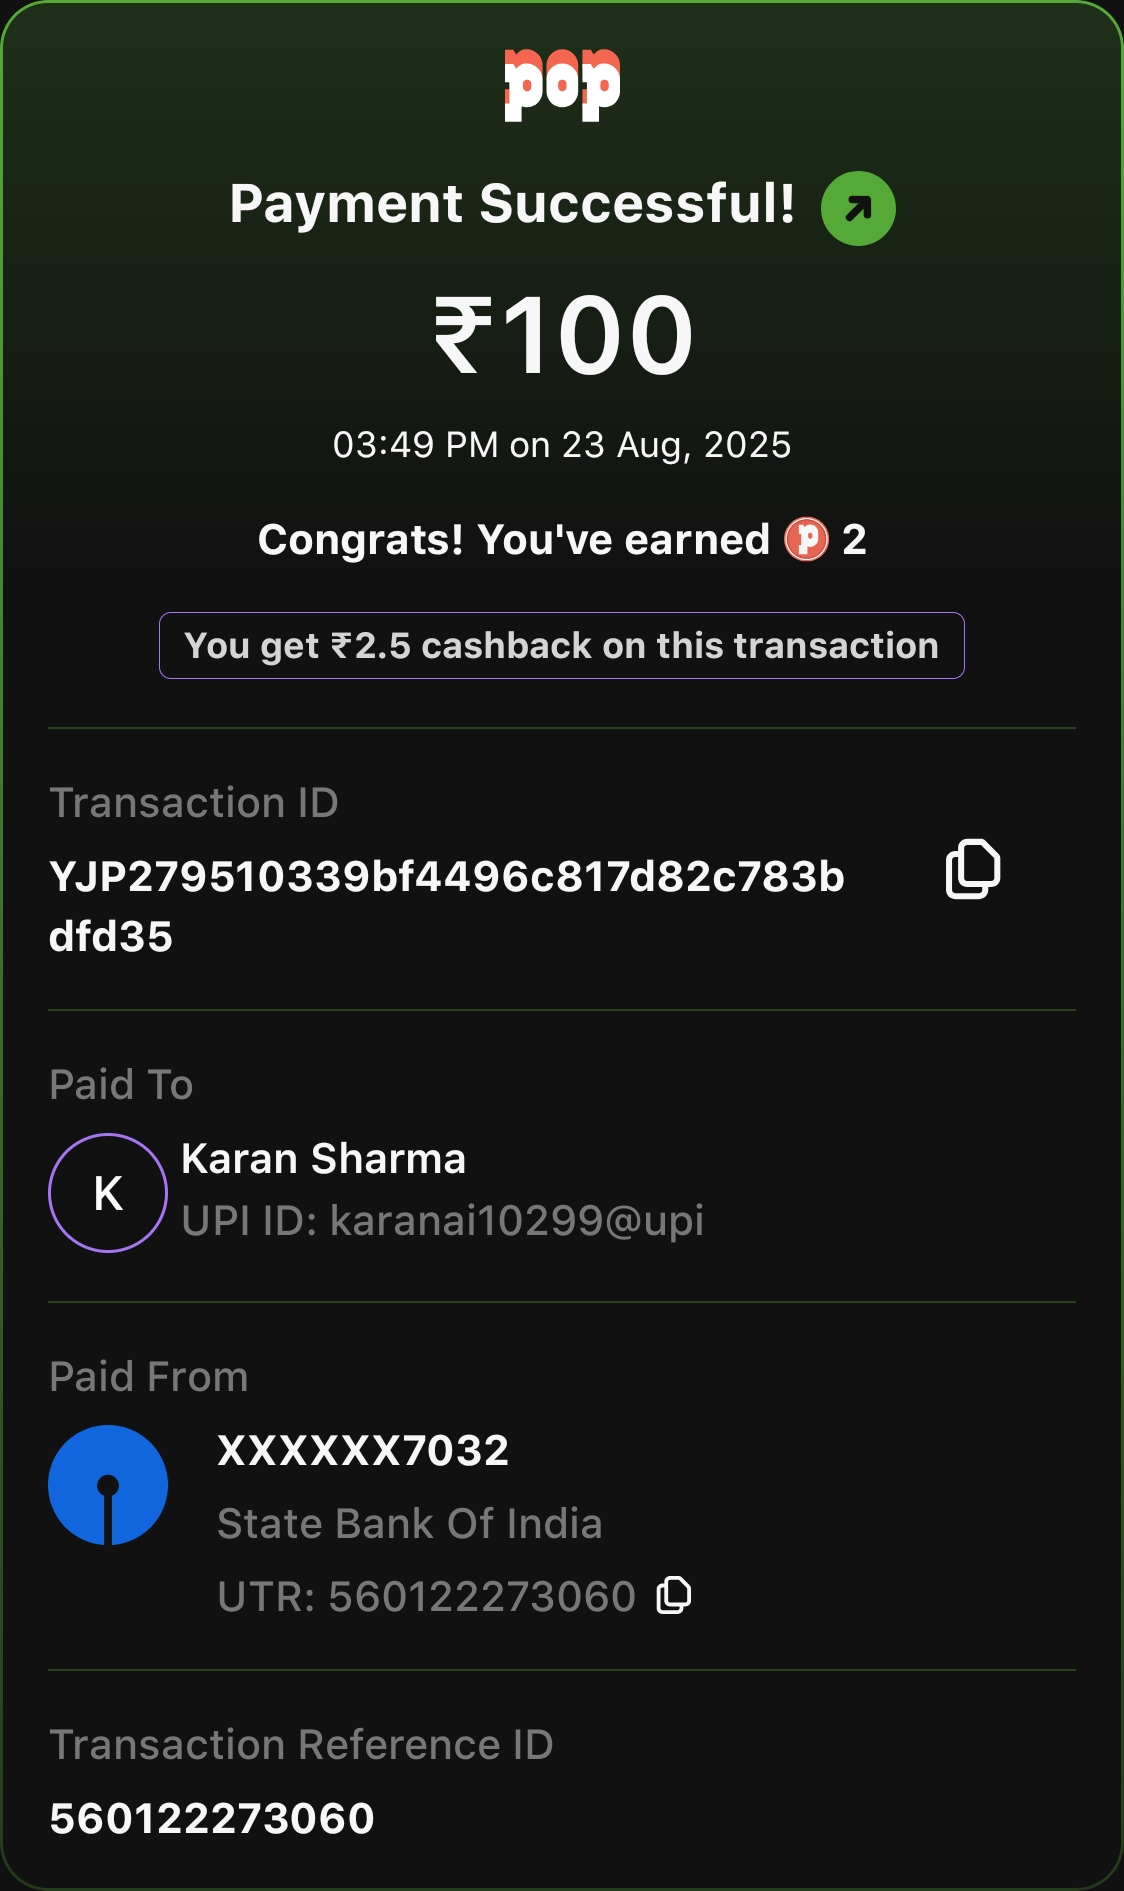 pop
Payment Successful!
₹100
03:49 PM on 23 Aug, 2025
Congrats! You've earned p 2
You get ₹2.5 cashback on this transaction
Transaction ID
YJP279510339bf4496c817d82c783b
dfd35
Paid To
K
Karan Sharma
UPI ID: karanai10299@upi
Paid From
XXXXXX7032
State Bank Of India
UTR: 560122273060
Transaction Reference ID
560122273060